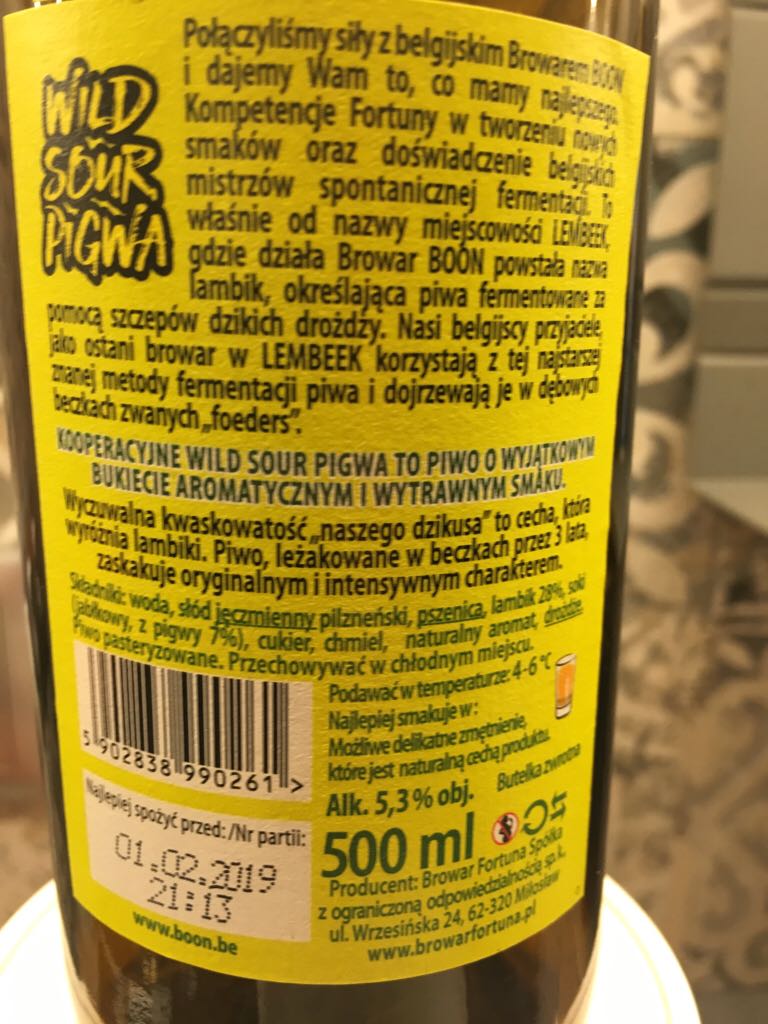 WILD
SOUR
PIGWA
Połączyliśmy siły z belgijskim Browarem BOON
i dajemy Wam to, co mamy najlepszego.
Kompetencje Fortuny w tworzeniu nowych
smaków oraz doświadczenie belgijskich
mistrzów spontanicznej fermentacji. To
właśnie od nazwy miejscowości LEMBEEK,
gdzie działa Browar BOON powstała nazwa
lambik, określająca piwa fermentowane za
pomocą szczepów dzikich drożdży. Nasi belgijscy przyjaciele,
jako ostani browar w LEMBEEK korzystają z tej najstarszej
znanej metody fermentacji piwa i dojrzewają je w dębowych
beczkach zwanych „foeders”.
KOOPERACYJNE WILD SOUR PIGWA TO PIWO O WYJĄTKOWYM
BUKIECIE AROMATYCZNYM I WYTRAWNYM SMAKU.
Wyczuwalna kwaskowatość „naszego dzikusa” to cecha, która
wyróżnia lambiki. Piwo, leżakowane w beczkach przez 3 lata,
zaskakuje oryginalnym i intensywnym charakterem.
Składniki: woda, słód jęczmienny pilzneński, pszenica, lambik 28%, soki
(jabłkowy, z pigwy 7%), cukier, chmiel, naturalny aromat, drożdże.
Piwo pasteryzowane. Przechowywać w chłodnym miejscu.
Podawać w temperaturze: 4-6 °C
Najlepiej smakuje w :
Możliwe delikatne zmętnienie,
które jest naturalną cechą produktu.
5 902838 990261 >
Alk. 5,3% obj.
Butelka zwrotna
Najlepiej spożyć przed: /Nr partii:
01.02.2019
21:13
500 ml
Producent: Browar Fortuna Spółka
z ograniczoną odpowiedzialnością sp.k.
ul. Wrzesińska 24, 62-320 Miłosław
www.browarfortuna.pl
www.boon.be